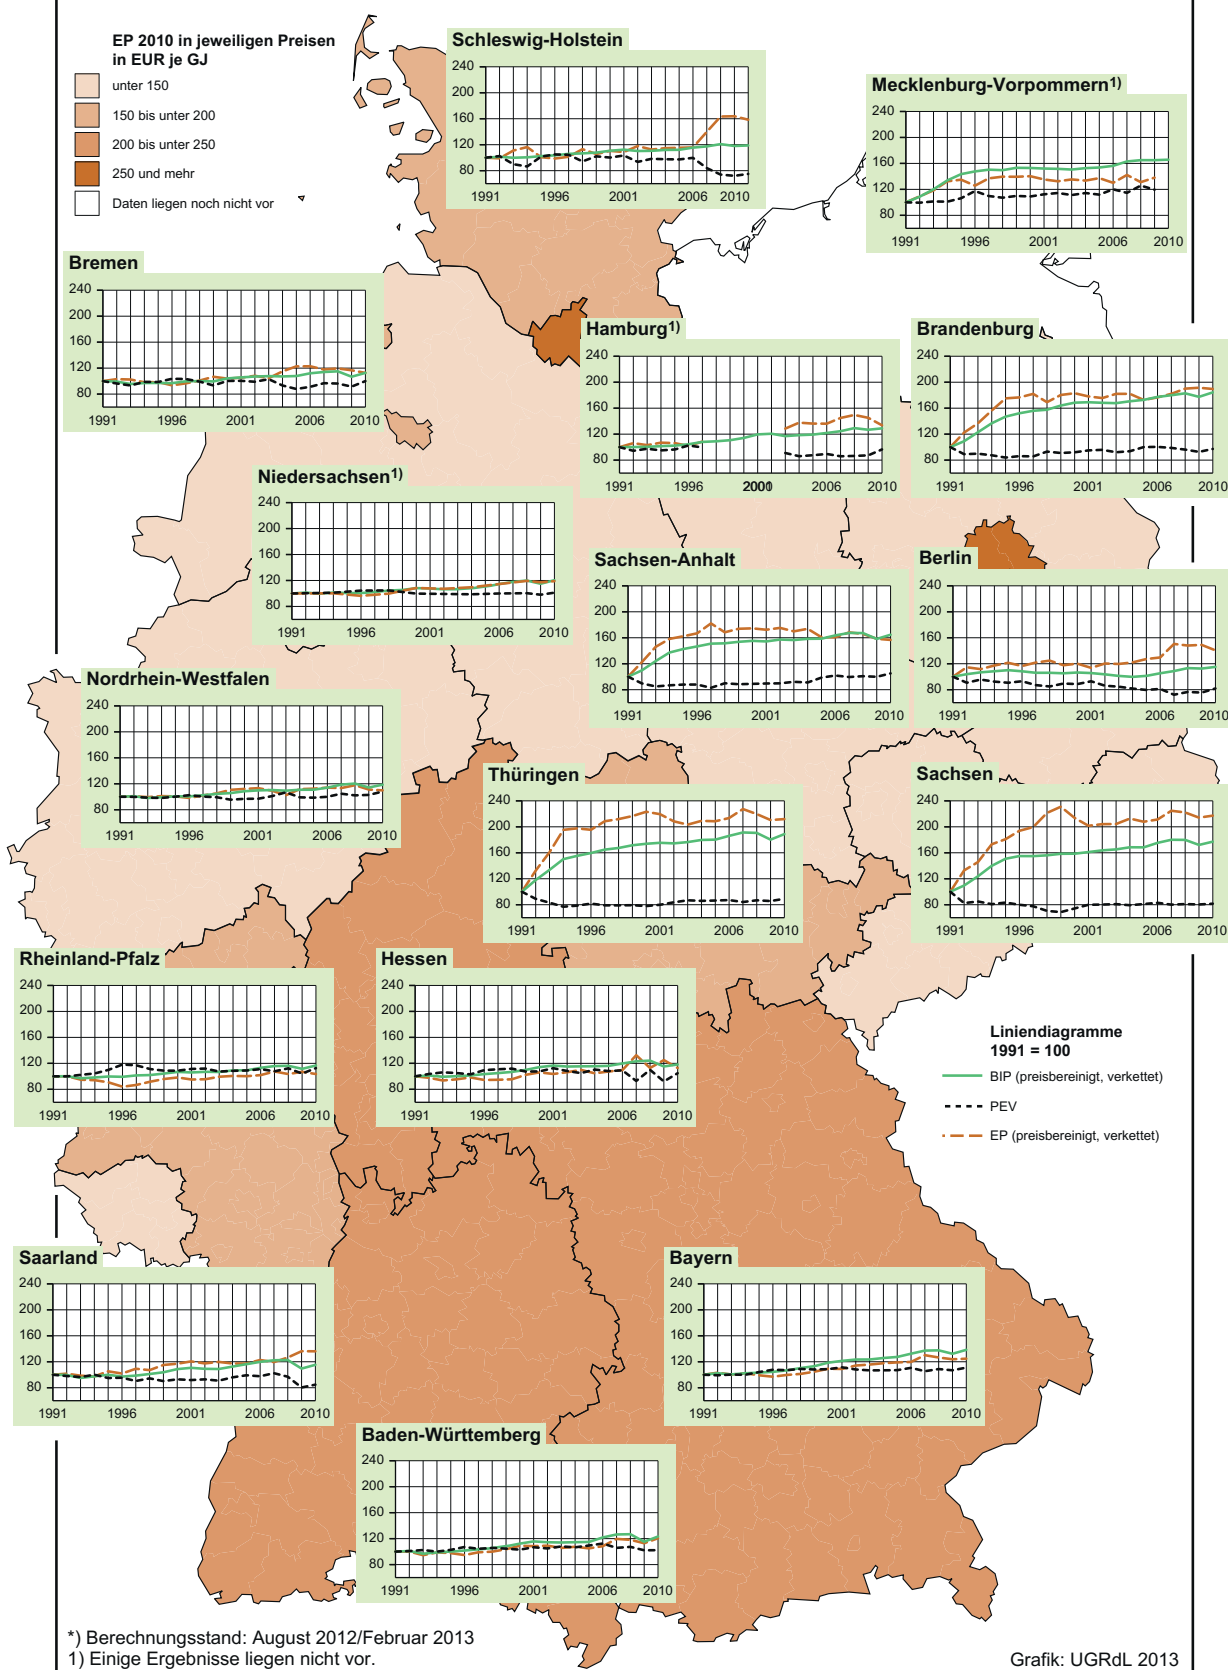 EP 2010 in jeweiligen Preisen
in EUR je GJ
unter 150
150 bis unter 200
200 bis unter 250
250 und mehr
Daten liegen noch nicht vor
Schleswig-Holstein
240
200
160
120
80
1991 1996 2001 2006 2010
Mecklenburg-Vorpommern1)
240
200
160
120
80
1991 1996 2001 2006 2010
Bremen
240
200
160
120
80
1991 1996 2001 2006 2010
Hamburg1)
240
200
160
120
80
1991 1996 2001 2006 2010
Brandenburg
240
200
160
120
80
1991 1996 2001 2006 2010
Niedersachsen1)
240
200
160
120
80
1991 1996 2001 2006 2010
Sachsen-Anhalt
240
200
160
120
80
1991 1996 2001 2006 2010
Berlin
240
200
160
120
80
1991 1996 2001 2006 2010
Nordrhein-Westfalen
240
200
160
120
80
1991 1996 2001 2006 2010
Thüringen
240
200
160
120
80
1991 1996 2001 2006 2010
Sachsen
240
200
160
120
80
1991 1996 2001 2006 2010
Rheinland-Pfalz
240
200
160
120
80
1991 1996 2001 2006 2010
Hessen
240
200
160
120
80
1991 1996 2001 2006 2010
Liniendiagramme
1991 = 100
BIP (preisbereinigt, verkettet)
PEV
EP (preisbereinigt, verkettet)
Saarland
240
200
160
120
80
1991 1996 2001 2006 2010
Bayern
240
200
160
120
80
1991 1996 2001 2006 2010
Baden-Württemberg
240
200
160
120
80
1991 1996 2001 2006 2010
*) Berechnungsstand: August 2012/Februar 2013
1) Einige Ergebnisse liegen nicht vor.
Grafik: UGRdL 2013